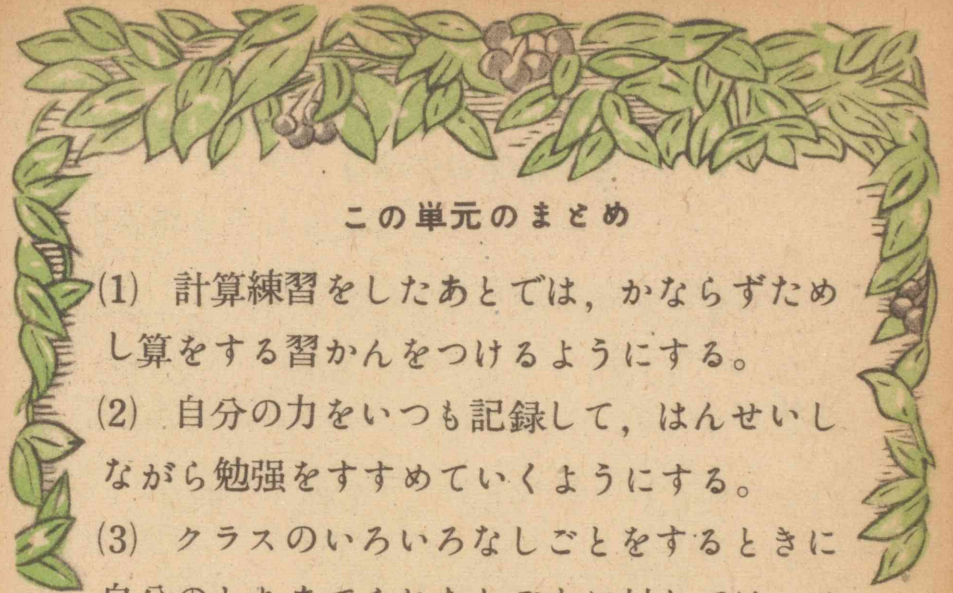 この単元のまとめ
(1) 計算練習をしたあとでは，かならずため
し算をする習かんをつけるようにする。
(2) 自分の力をいつも記録して，はんせいし
ながら勉强をすすめていくようにする。
(3) クラスのいろいろなしごとをするときに